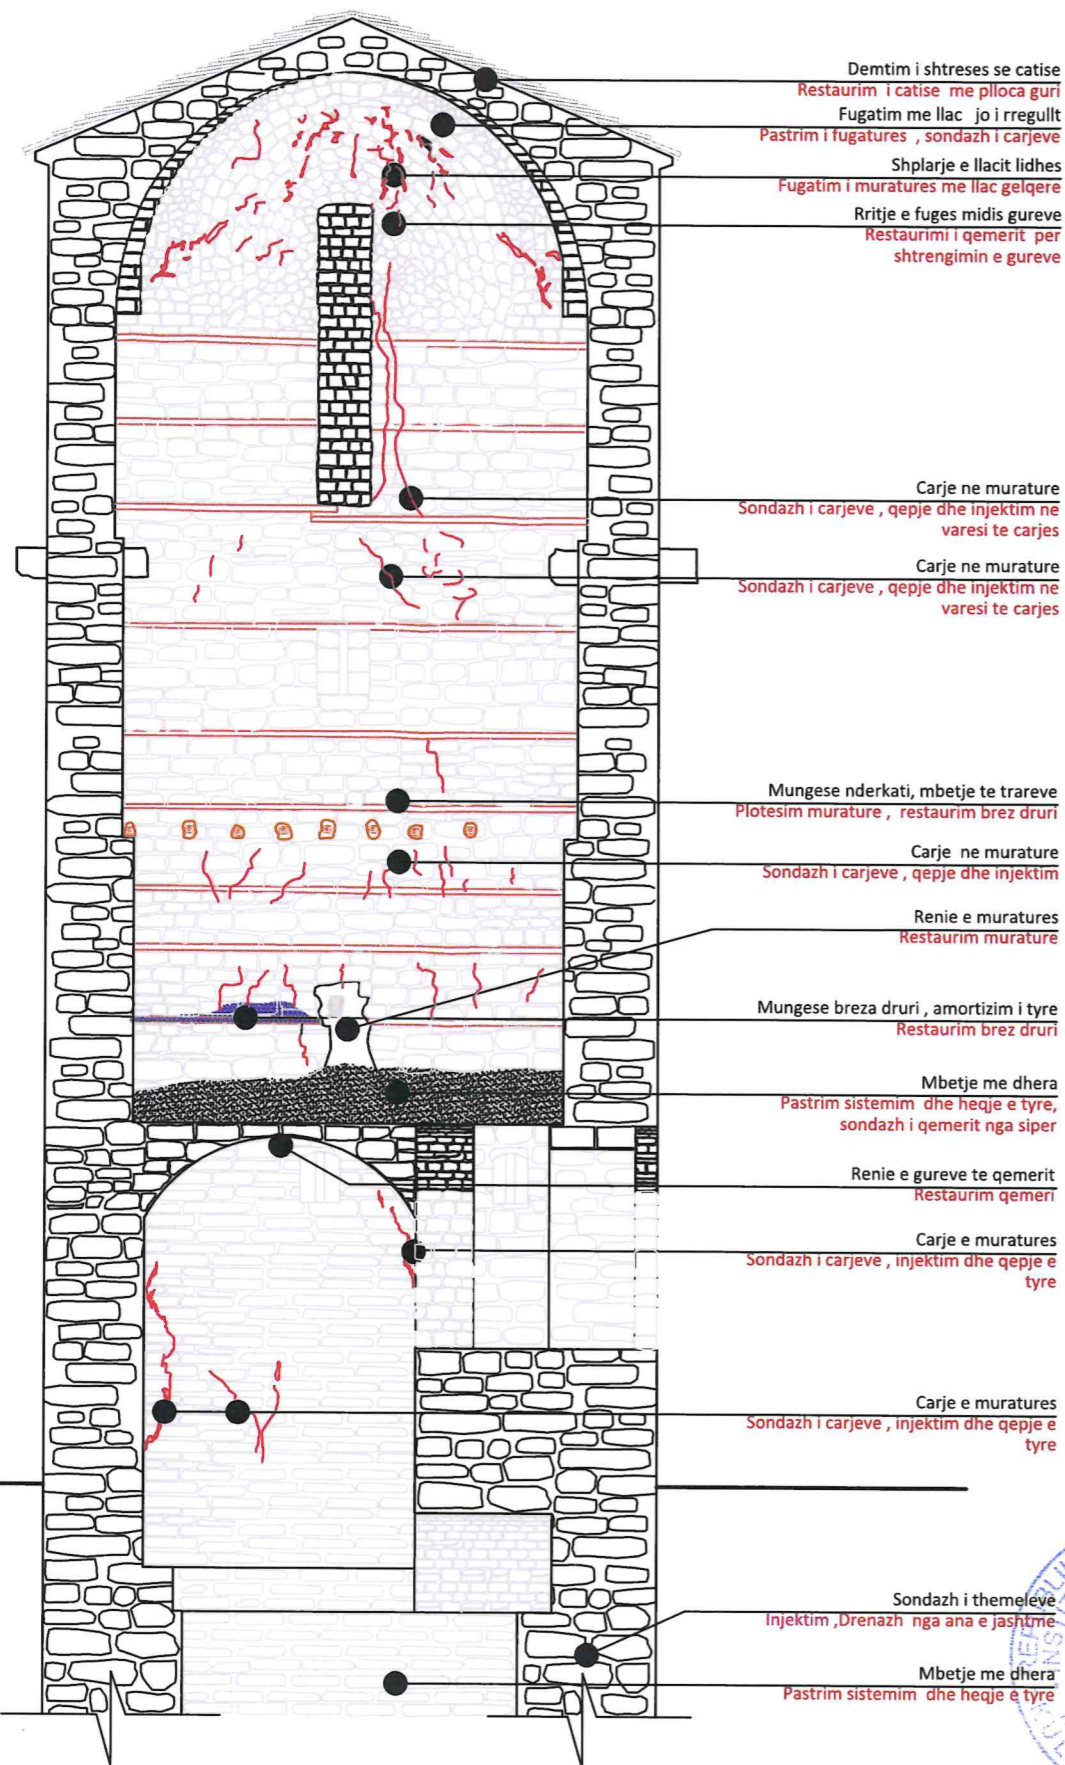 Demtim i shtreses se catise
Restaurim i catise me plloca guri
Fugatim me llac jo i rregullt
Pastrim i fugatures , sondazh i carjeve
Shplarje e llacit lidhes
Fugatim i muratures me llac gelqere
Rritje e fuges midis gureve
Restaurimi i qemerit per
shtrengimin e gureve
Carje ne murature
Sondazh i carjeve , qepje dhe injektim ne
varesi te carjes
Carje ne murature
Sondazh i carjeve , qepje dhe injektim ne
varesi te carjes
Mungese nderkati, mbetje te trareve
Plotesim murature , restaurim brez druri
Carje ne murature
Sondazh i carjeve , qepje dhe injektim
Renie e muratures
Restaurim murature
Mungese breza druri , amortizim i tyre
Restaurim brez druri
Mbetje me dhera
Pastrim sistemim dhe heqje e tyre,
sondazh i qemerit nga siper
Renie e gureve te qemerit
Restaurim qemeri
Carje e muratures
Sondazh i carjeve , injektim dhe qepje e
tyre
Carje e muratures
Sondazh i carjeve , injektim dhe qepje e
tyre
Sondazh i themeleve
Injektim ,Drenazh nga ana e jashtme
Mbetje me dhera
Pastrim sistemim dhe heqje e tyre